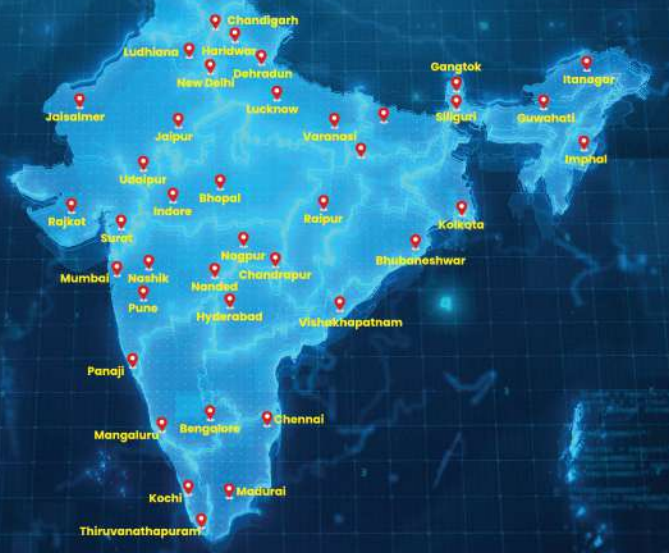 Chandigarh
Ludhiana
Haridwar
Dehradun
New Delhi
Gangtok
Itanagar
Jaisalmer
Lucknow
Siliguri
Guwahati
Jaipur
Varanasi
Imphal
Udaipur
Bhopal
Indore
Raipur
Rajkot
Kolkata
Surat
Nagpur
Bhubaneshwar
Mumbai
Nashik
Chandrapur
Nanded
Pune
Hyderabad
Vishakhapatnam
Panaji
Mangaluru
Bengalore
Chennai
Kochi
Madurai
Thiruvanathapuram